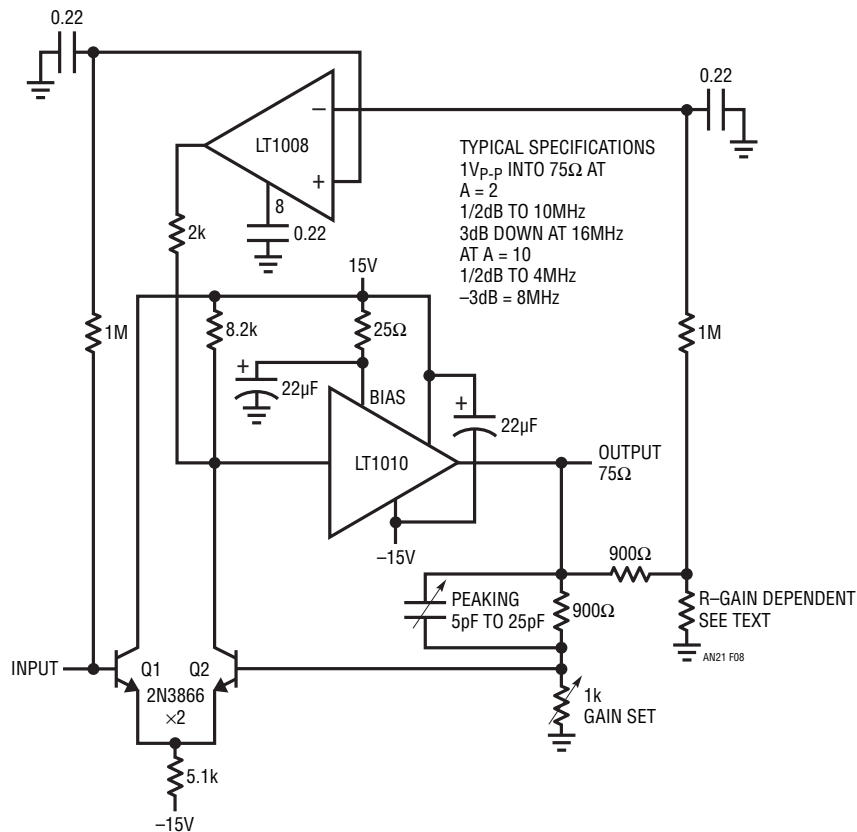 0.22
0.22
LT1008
−
+
8
0.22
2k
TYPICAL SPECIFICATIONS
1VP-P INTO 75Ω AT
A = 2
1/2dB TO 10MHz
3dB DOWN AT 16MHz
AT A = 10
1/2dB TO 4MHz
–3dB = 8MHz
15V
1M
8.2k
25Ω
1M
+
22µF
BIAS
+
22µF
LT1010
OUTPUT
75Ω
–15V
900Ω
PEAKING
5pF TO 25pF
900Ω
R–GAIN DEPENDENT
SEE TEXT
AN21 F08
INPUT
Q1
Q2
2N3866
×2
1k
GAIN SET
5.1k
–15V